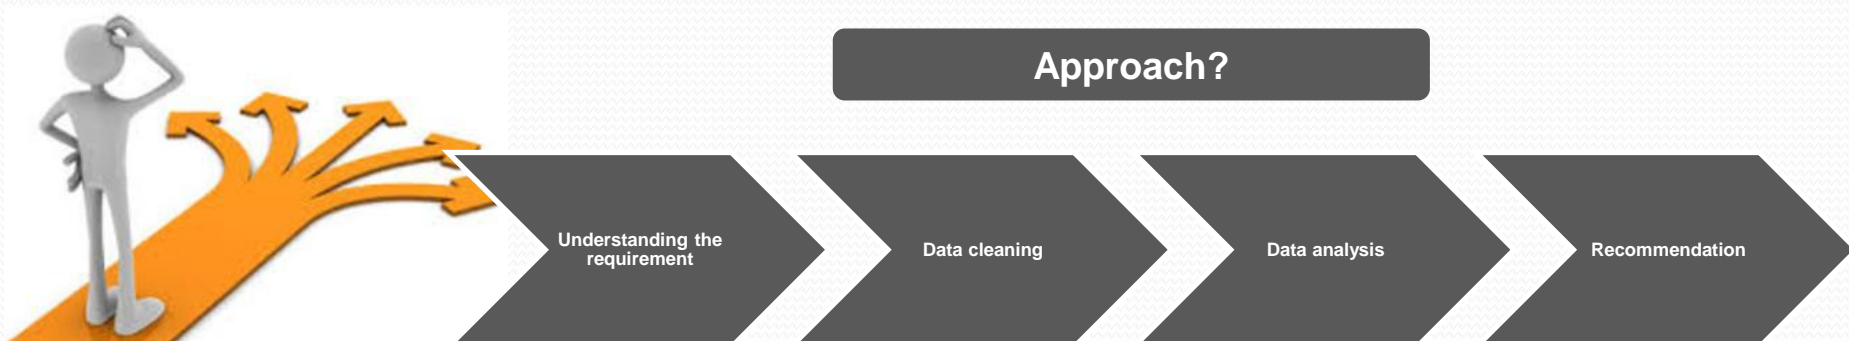 Approach?
Understanding the
requirement
Data cleaning
Data analysis
Recommendation